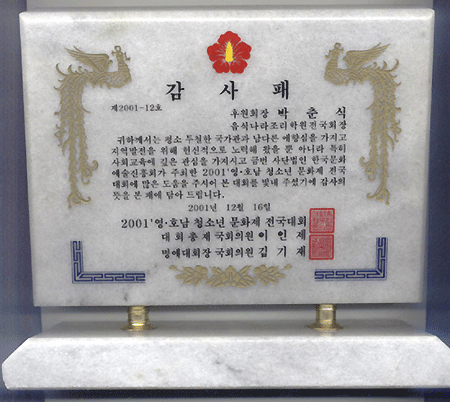 감 사 패
제2001-12호
우원회장 박 춘 식
음식나라조리학원전국회장
귀하께서는 평소 투철한 국가관과 남다른 애향심을 가지고
지역발전을 위해 헌신적으로 노력해 왔을 뿐 아니라 특히
사회교육에 깊은 관심을 가지시고 금번 사단법인 한국문화
예술진흥회가 주최한 2001'영·호남 청소년 문화제 전국
대회에 많은 도움을 주시어 본 대회를 빛내 주셨기에 감사의
뜻을 본 패에 담아 드립니다.
2001년 12월 16일
2001'영·호남 청소년 문화제 전국대회
대 회 총 재 국회의원 이 인 제
명예대회장 국회의원 김 기 재